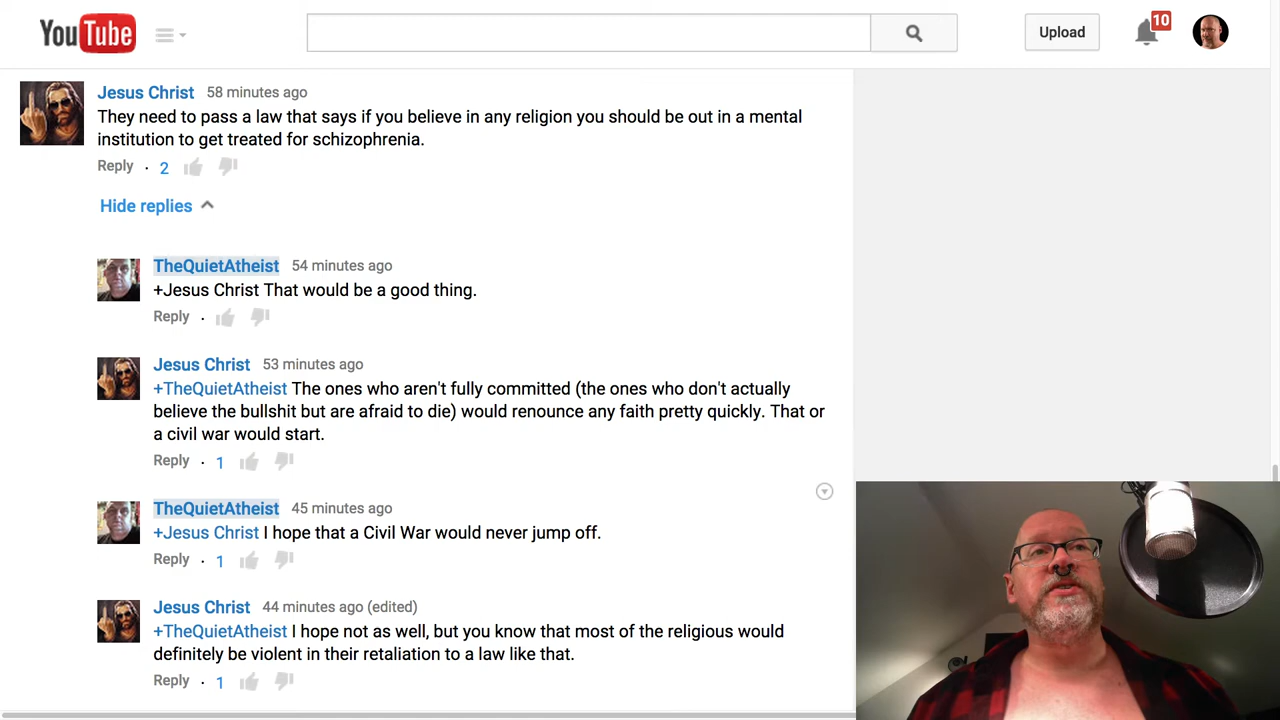 YouTube
Upload
10
Jesus Christ 58 minutes ago
They need to pass a law that says if you believe in any religion you should be out in a mental
institution to get treated for schizophrenia.
Reply · 2
Hide replies
TheQuietAtheist 54 minutes ago
+Jesus Christ That would be a good thing.
Reply ·
Jesus Christ 53 minutes ago
+TheQuietAtheist The ones who aren't fully committed (the ones who don't actually
believe the bullshit but are afraid to die) would renounce any faith pretty quickly. That or
a civil war would start.
Reply · 1
TheQuietAtheist 45 minutes ago
+Jesus Christ I hope that a Civil War would never jump off.
Reply · 1
Jesus Christ 44 minutes ago (edited)
+TheQuietAtheist I hope not as well, but you know that most of the religious would
definitely be violent in their retaliation to a law like that.
Reply · 1